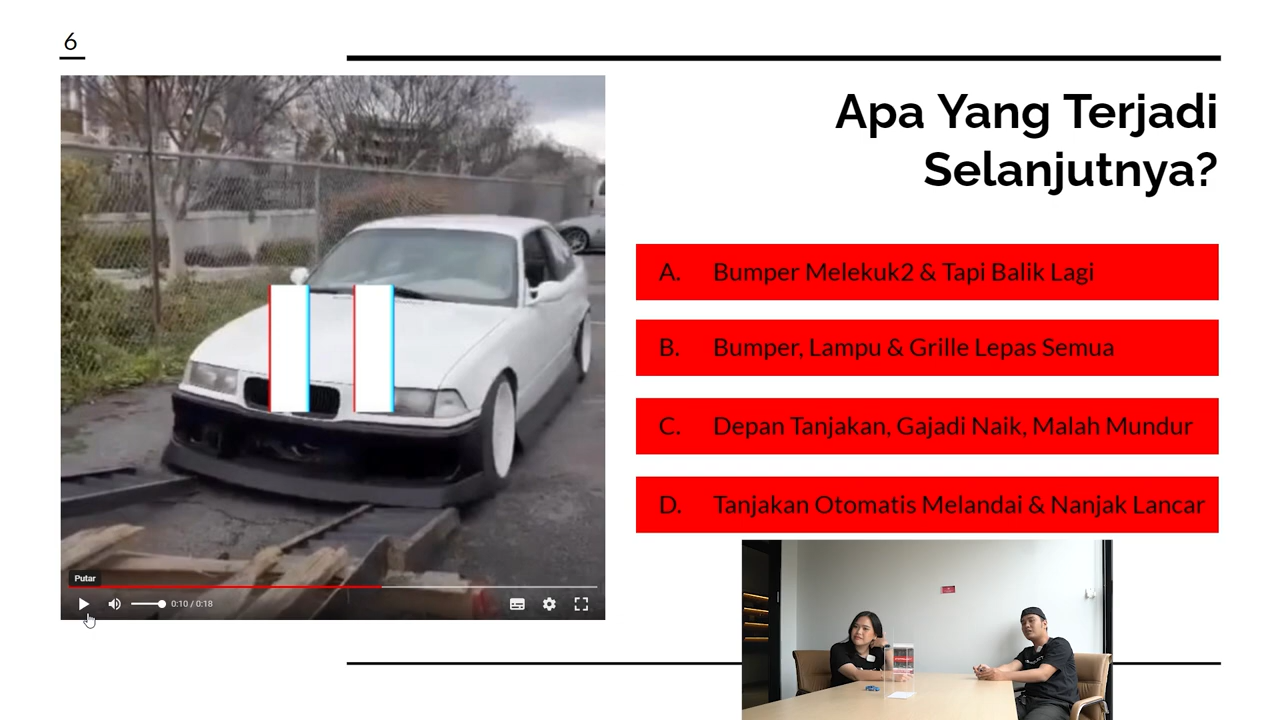 6
Apa Yang Terjadi
Selanjutnya?
A. Bumper Melekuk2 & Tapi Balik Lagi
B. Bumper, Lampu & Grille Lepas Semua
C. Depan Tanjakan, Gajadi Naik, Malah Mundur
D. Tanjakan Otomatis Melandai & Nanjak Lancar
Putar
0:10 / 0:18